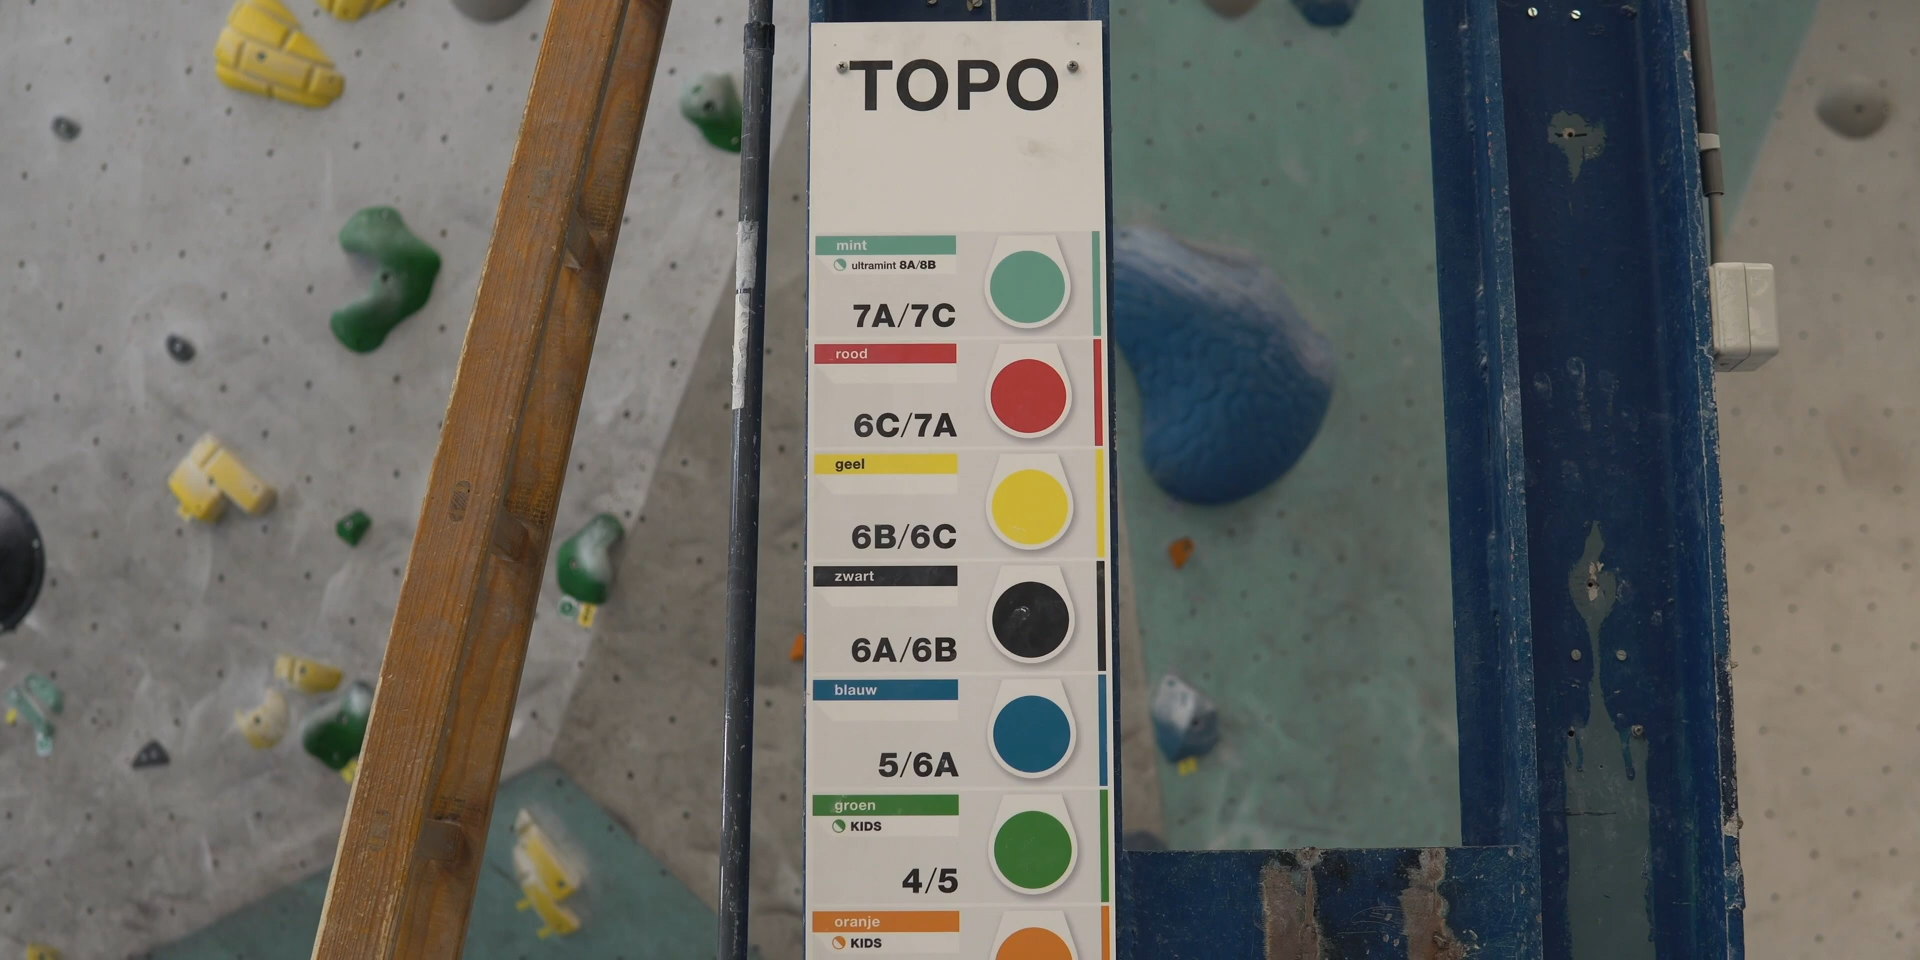 TOPO
mint
ultramint 8A/8B
7A/7C
rood
6C/7A
geel
6B/6C
zwart
6A/6B
blauw
5/6A
groen
KIDS
4/5
oranje
KIDS